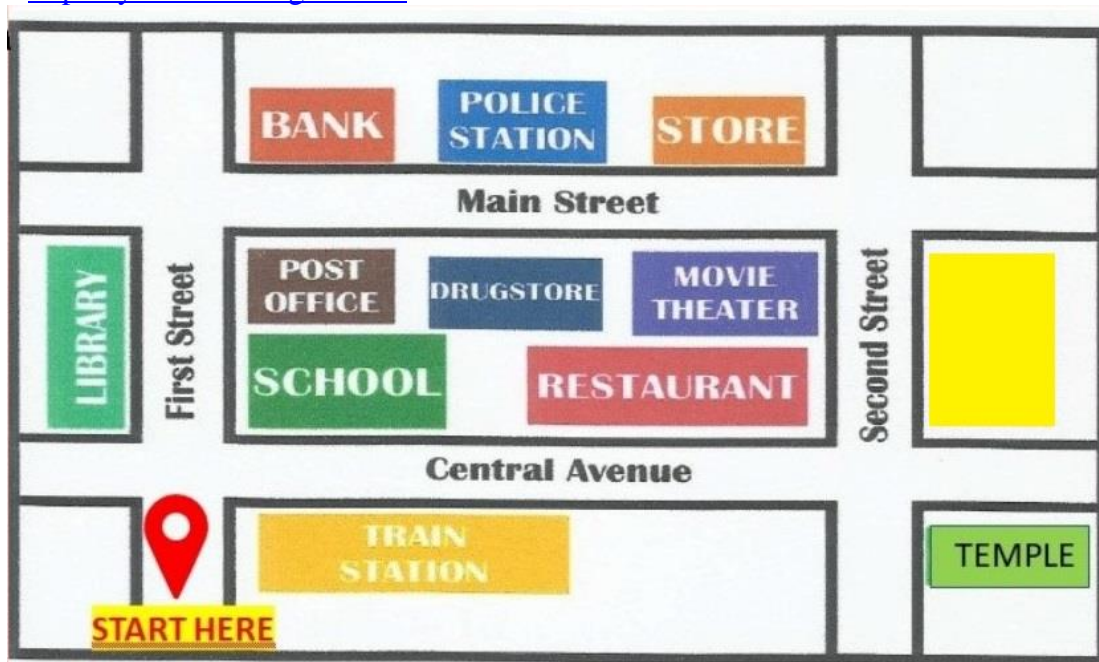 BANK
POLICE
STATION
STORE
Main Street
LIBRARY
First Street
POST
OFFICE
DRUGSTORE
MOVIE
THEATER
Second Street
SCHOOL
RESTAURANT
Central Avenue
TRAIN
STATION
TEMPLE
START HERE